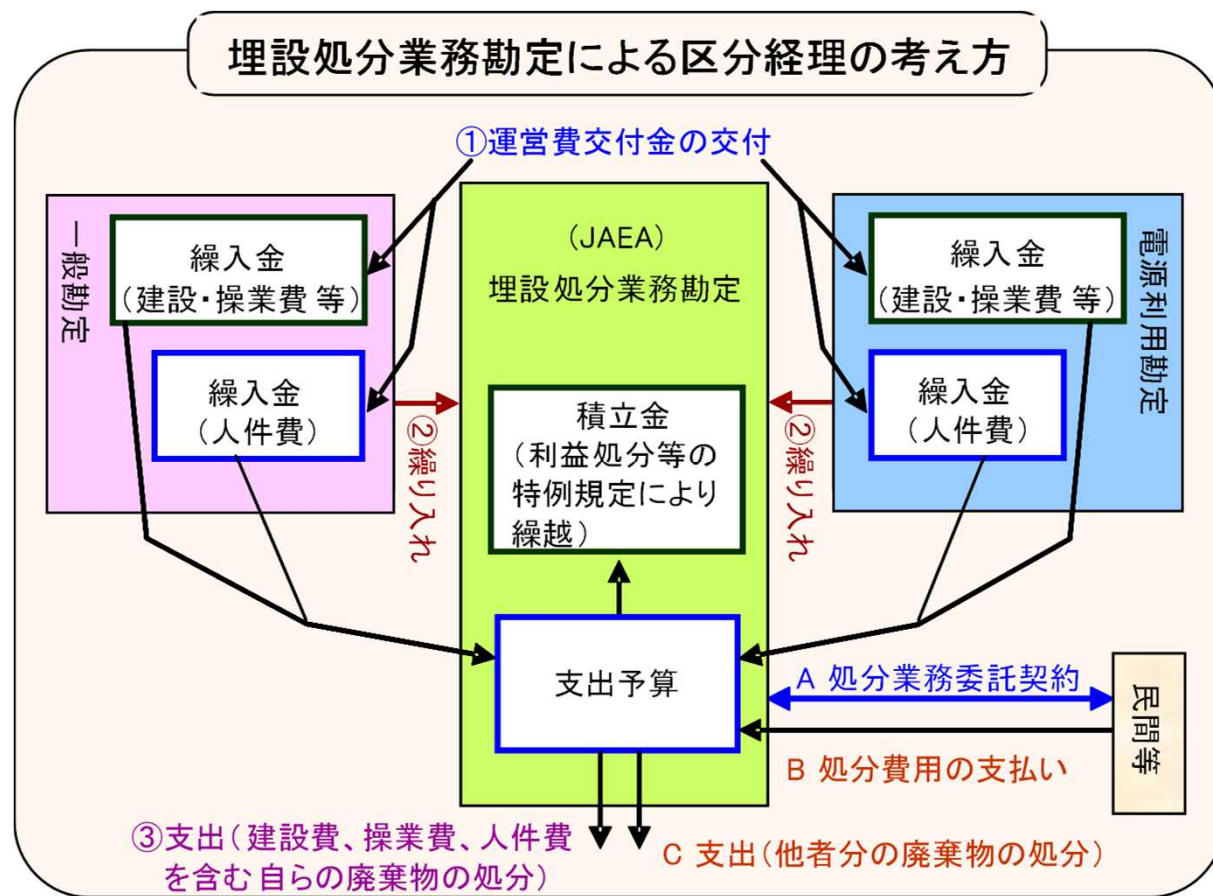 埋設処分業務勘定による区分経理の考え方
①運営費交付金の交付
一般勘定
繰入金
(建設・操業費 等)
繰入金
(人件費)
②繰り入れ
(JAEA)
埋設処分業務勘定
積立金
(利益処分等の
特例規定により
繰越)
支出予算
②繰り入れ
電源利用勘定
繰入金
(建設・操業費 等)
繰入金
(人件費)
A 処分業務委託契約
B 処分費用の支払い
民間等
③支出(建設費、操業費、人件費
を含む自らの廃棄物の処分)
C 支出(他者分の廃棄物の処分)